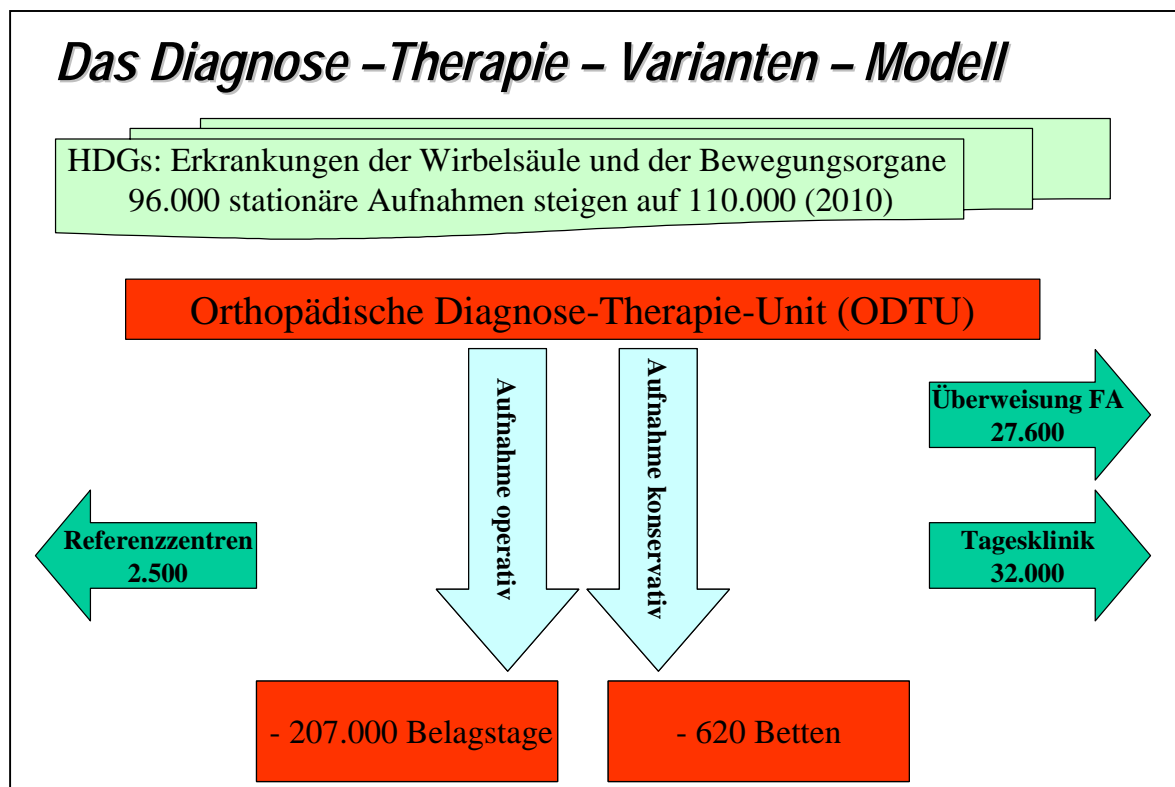 Das Diagnose –Therapie – Varianten – Modell
HDGs: Erkrankungen der Wirbelsäule und der Bewegungsorgane
96.000 stationäre Aufnahmen steigen auf 110.000 (2010)
Orthopädische Diagnose-Therapie-Unit (ODTU)
Aufnahme operativ
Aufnahme konservativ
Überweisung FA
27.600
Referenzzentren
2.500
Tagesklinik
32.000
- 207.000 Belagstage
- 620 Betten